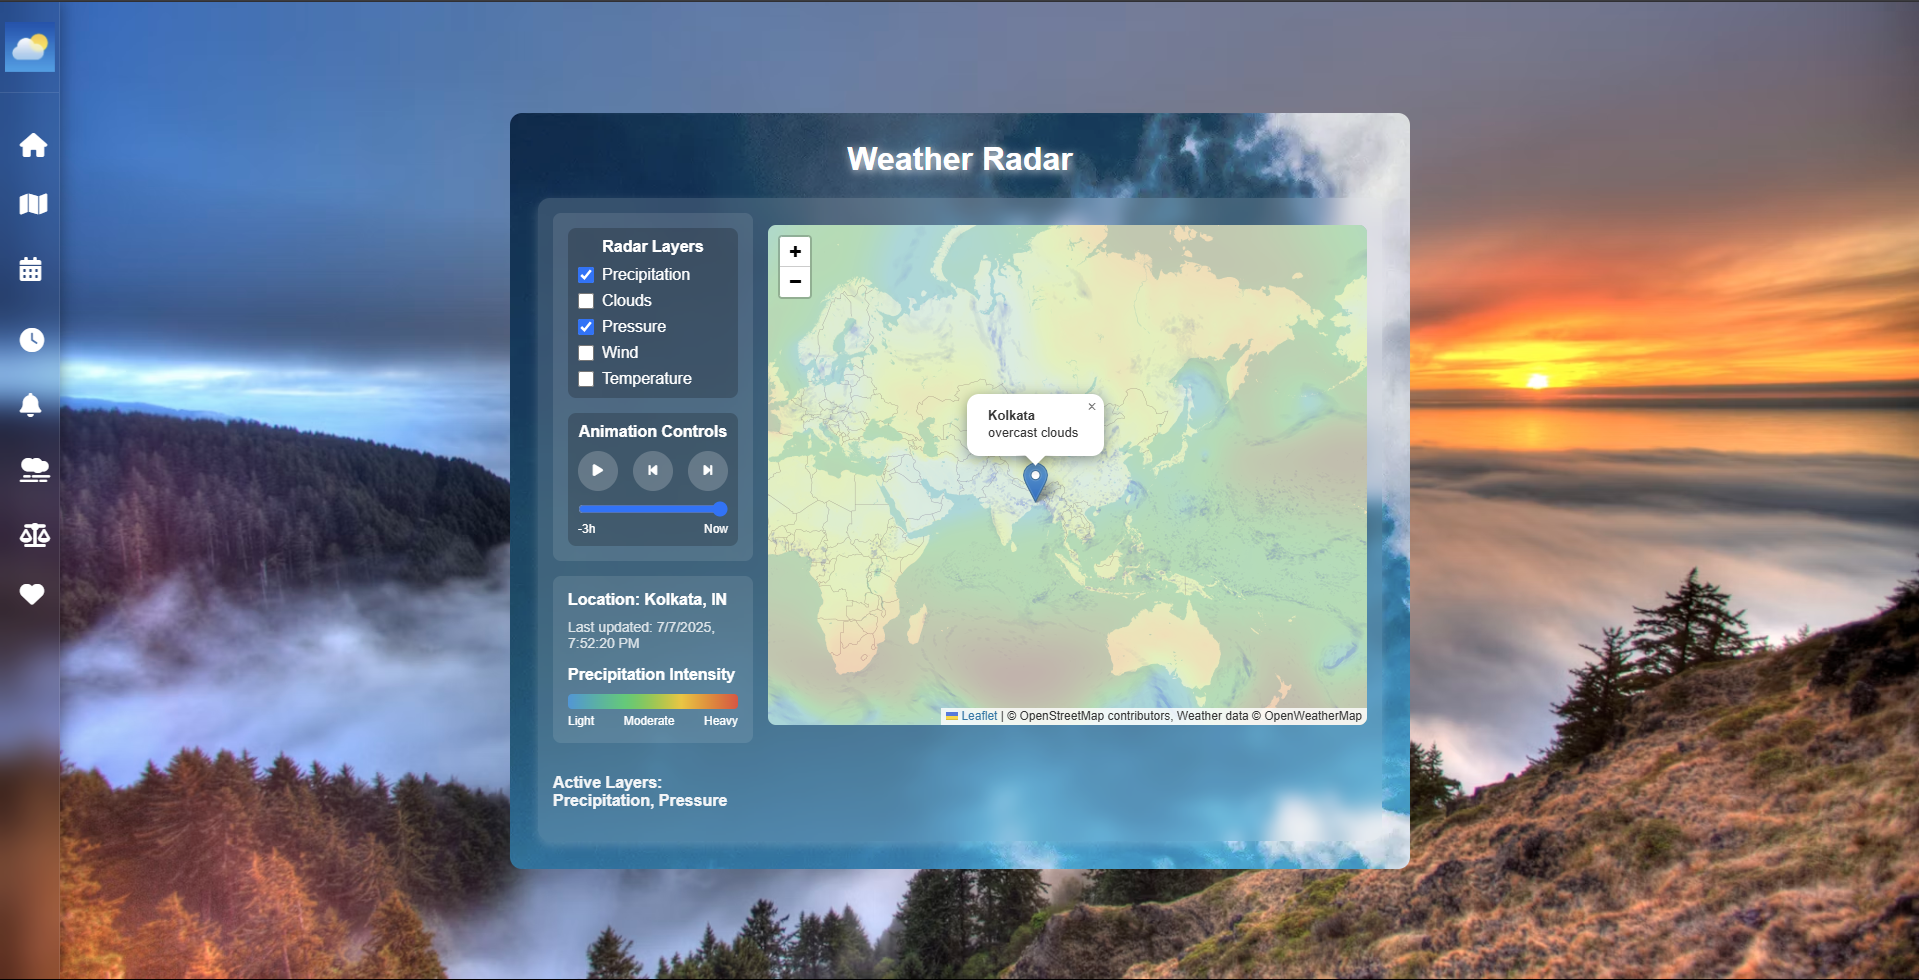 Weather Radar
Radar Layers
Precipitation
Clouds
Pressure
Wind
Temperature
Animation Controls
-3h
Now
Location: Kolkata, IN
Last updated: 7/7/2025,
7:52:20 PM
Precipitation Intensity
Light
Moderate
Heavy
Active Layers:
Precipitation, Pressure
+
−
Kolkata
overcast clouds
×
Leaflet | © OpenStreetMap contributors, Weather data © OpenWeatherMap